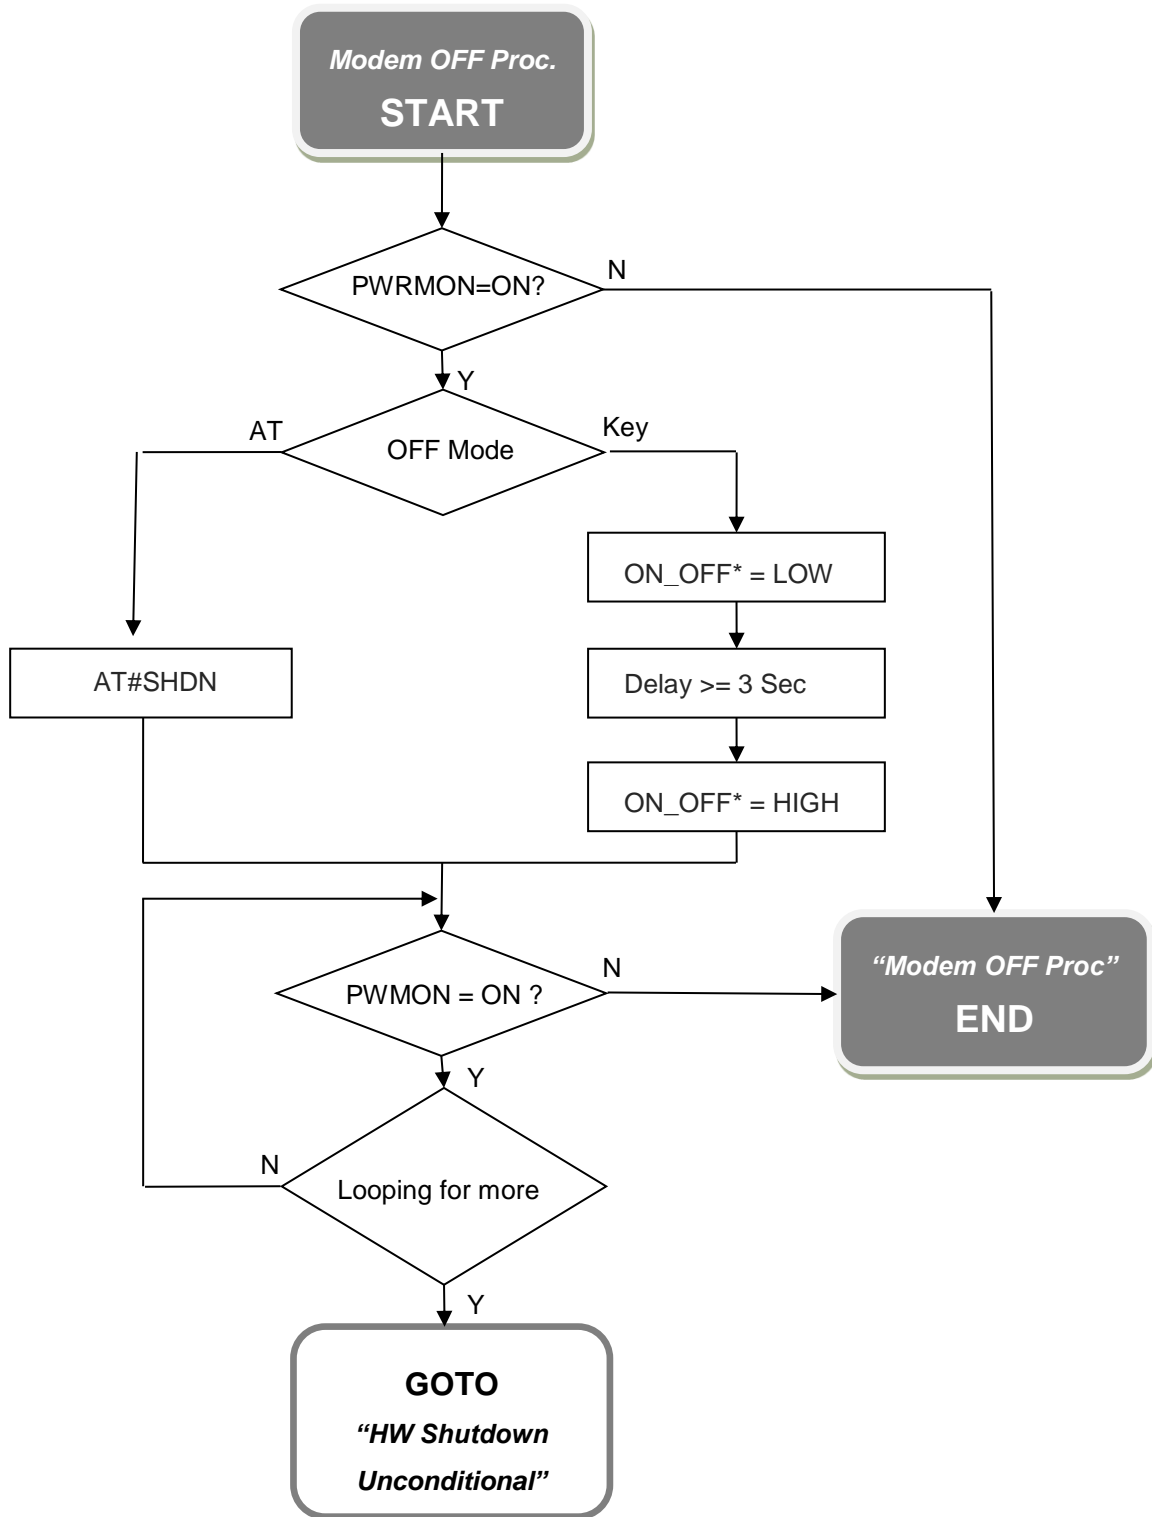 Modem OFF Proc.
START
PWRMON=ON?
N
Y
OFF Mode
AT
Key
ON_OFF* = LOW
AT#SHDN
Delay >= 3 Sec
ON_OFF* = HIGH
PWMON = ON ?
N
“Modem OFF Proc”
END
Y
N
Looping for more
Y
GOTO
“HW Shutdown
Unconditional”